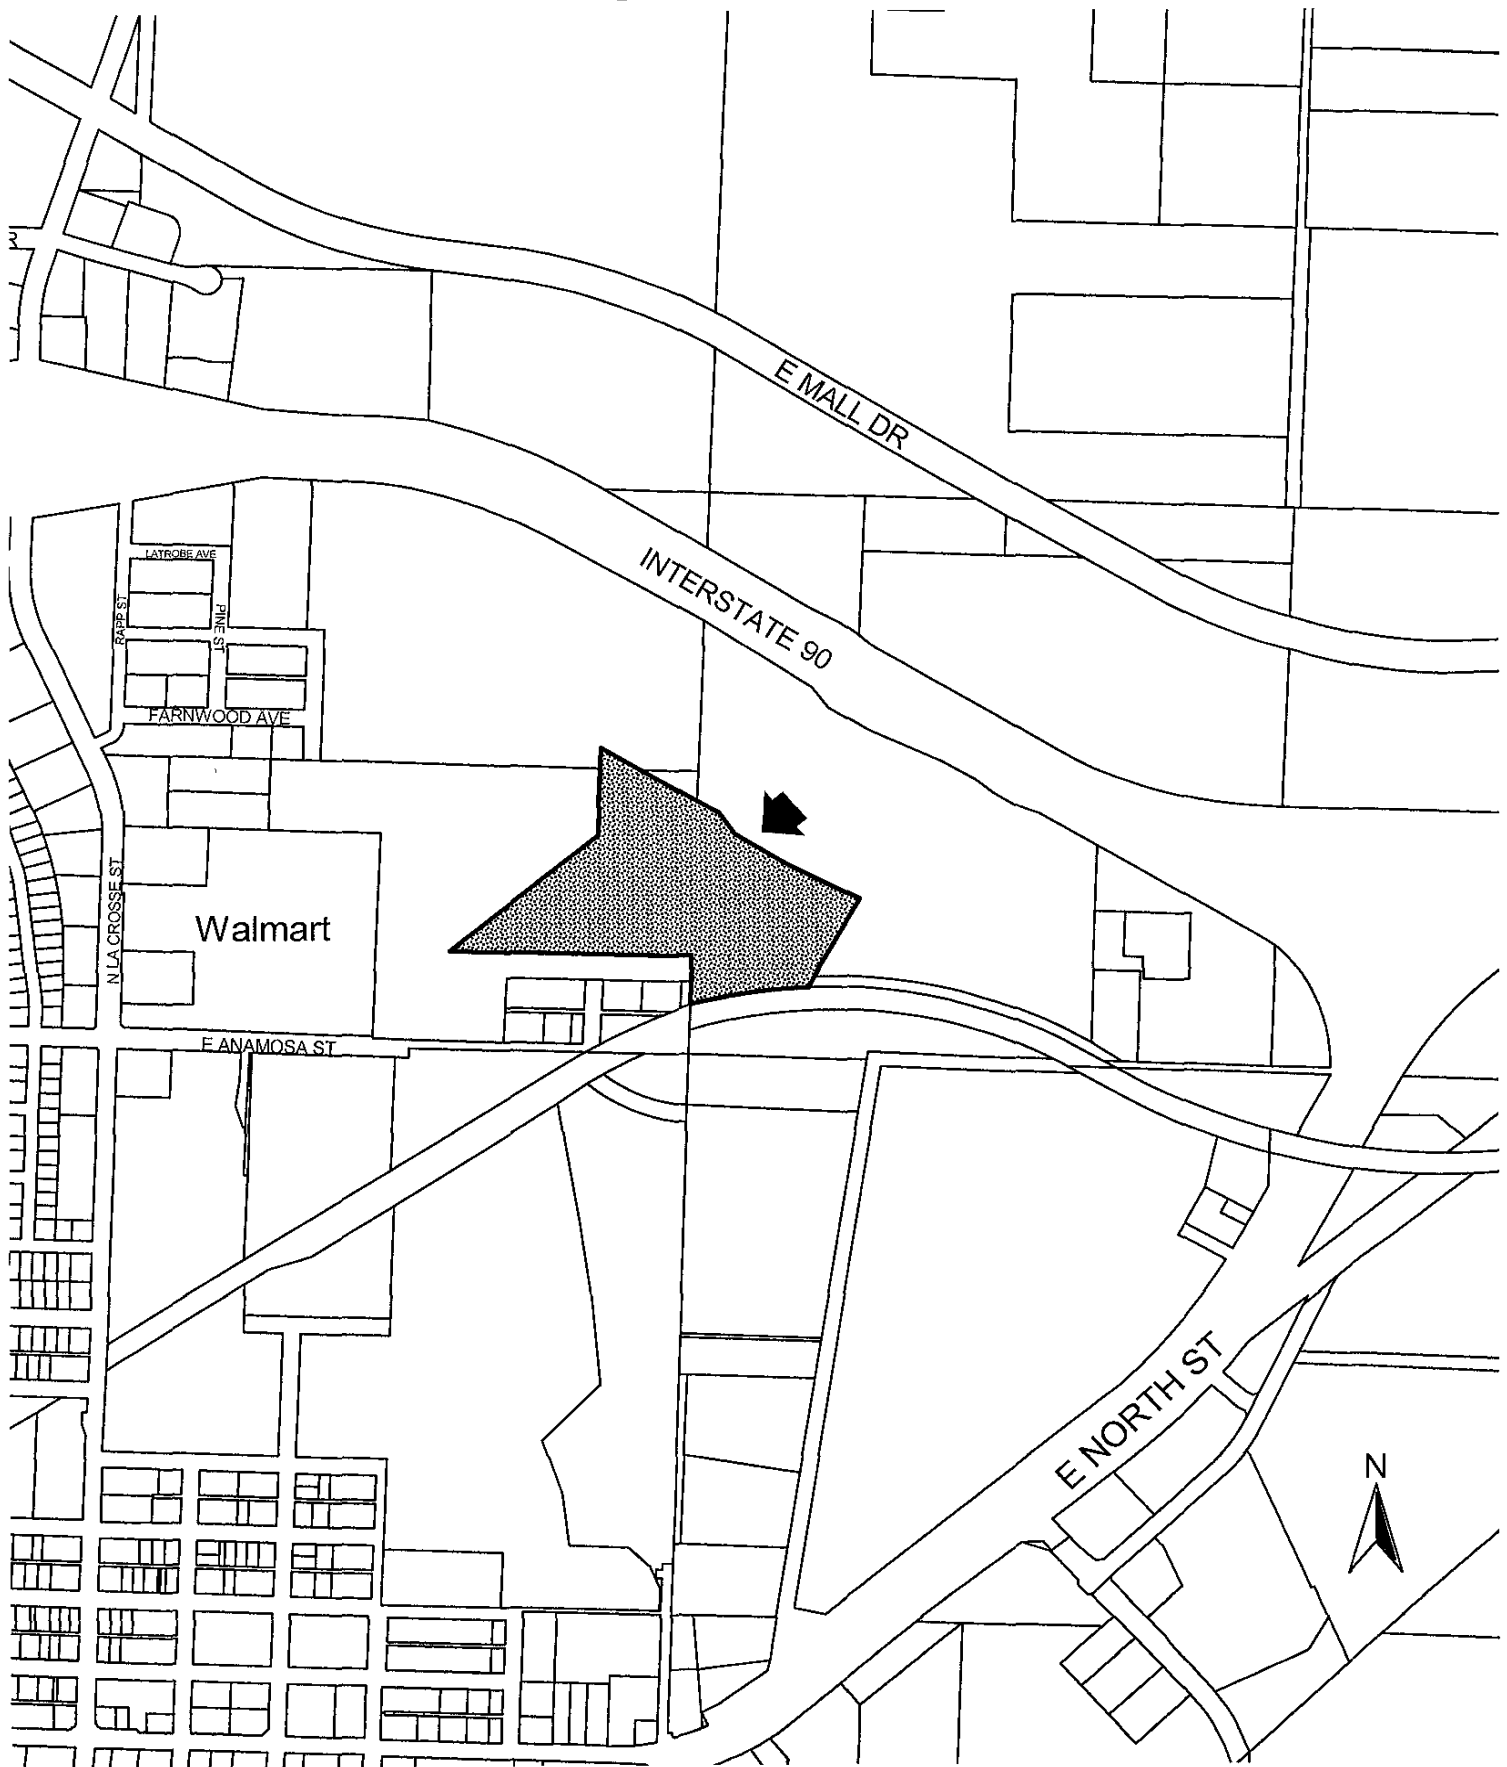 E MALL DR
INTERSTATE 90
LATROBE AVE
RAPP ST
PINE ST
FARNWOOD AVE
N LA CROSSE ST
Walmart
E ANAMOSA ST
E NORTH ST
N